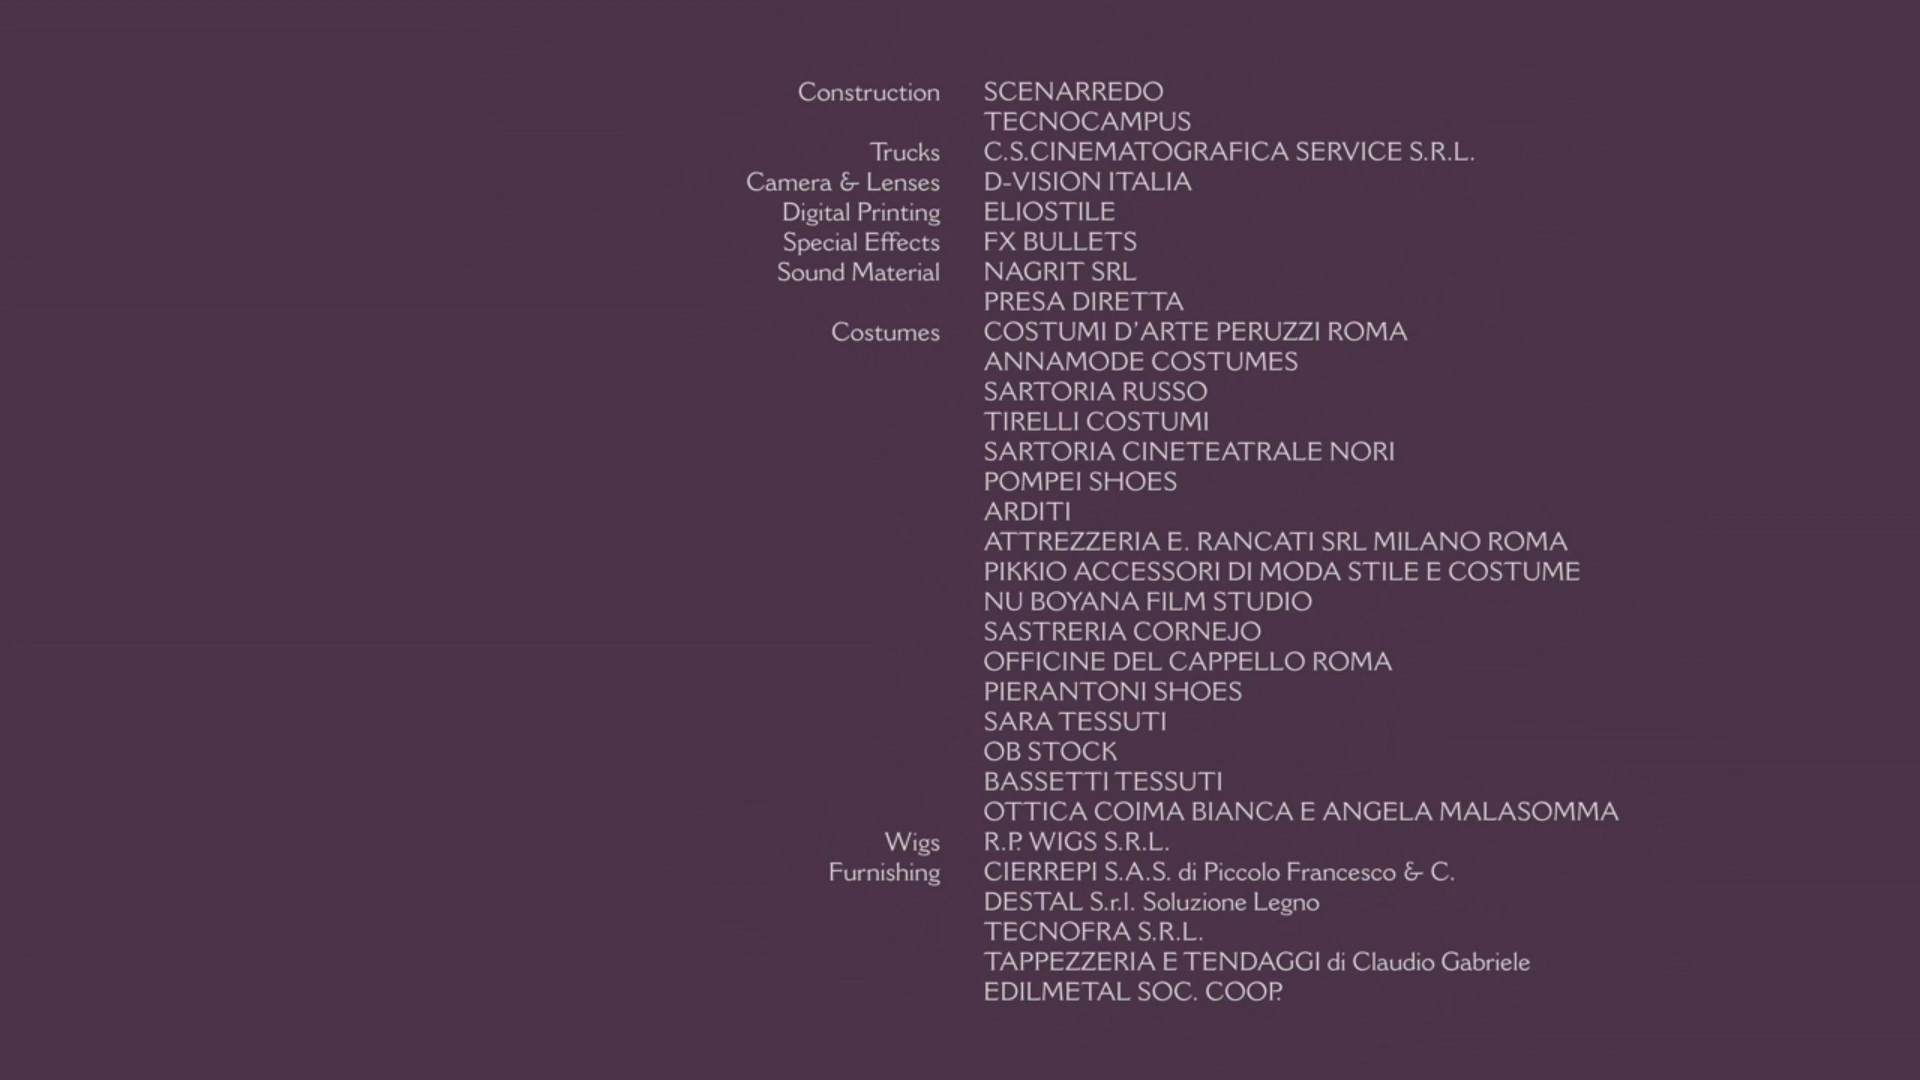 Construction SCENARREDO
TECNOCAMPUS
Trucks C.S.CINEMATOGRAFICA SERVICE S.R.L.
Camera & Lenses D-VISION ITALIA
Digital Printing ELIOSTILE
Special Effects FX BULLETS
Sound Material NAGRIT SRL
PRESA DIRETTA
Costumes COSTUMI D'ARTE PERUZZI ROMA
ANNAMODE COSTUMES
SARTORIA RUSSO
TIRELLI COSTUMI
SARTORIA CINETEATRALE NORI
POMPEI SHOES
ARDITI
ATTREZZERIA E. RANCATI SRL MILANO ROMA
PIKKIO ACCESSORI DI MODA STILE E COSTUME
NU BOYANA FILM STUDIO
SASTRERIA CORNEJO
OFFICINE DEL CAPPELLO ROMA
PIERANTONI SHOES
SARA TESSUTI
OB STOCK
BASSETTI TESSUTI
OTTICA COIMA BIANCA E ANGELA MALASOMMA
Wigs R.P. WIGS S.R.L.
Furnishing CIERREPI S.A.S. di Piccolo Francesco & C.
DESTAL S.r.l. Soluzione Legno
TECNOFRA S.R.L.
TAPPEZZERIA E TENDAGGI di Claudio Gabriele
EDILMETAL SOC. COOP.